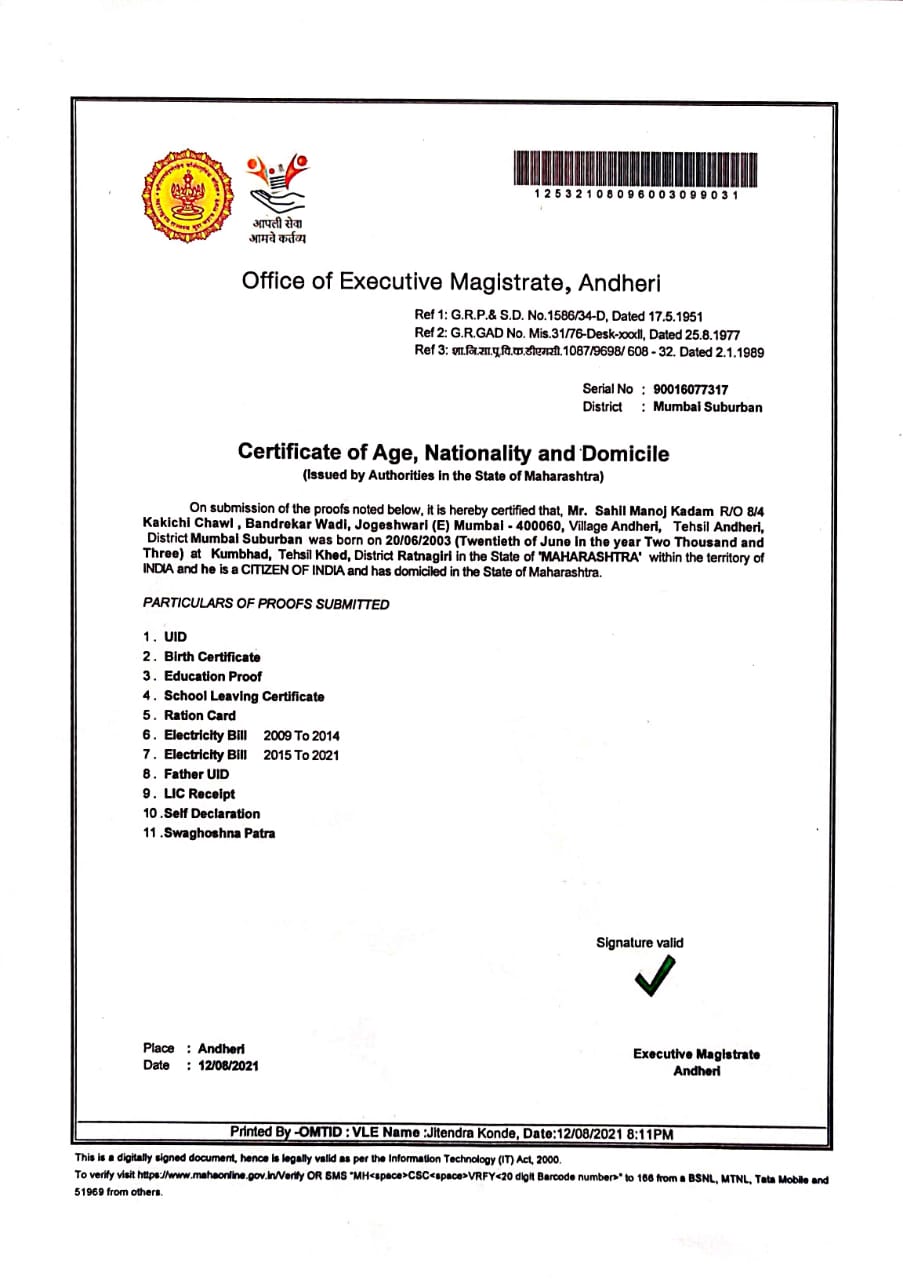 आपली सेवा
आमचे कर्तव्य
12532108096003099031
Office of Executive Magistrate, Andheri
Ref 1: G.R.P.& S.D. No.1586/34-D, Dated 17.5.1951
Ref 2: G.R.GAD No. Mis.31/76-Desk-xxxII, Dated 25.8.1977
Ref 3: शा.नि.सा.पू.वि.क.डीएमसी.1087/9698/ 608 - 32. Dated 2.1.1989
Serial No : 90016077317
District : Mumbai Suburban
Certificate of Age, Nationality and Domicile
(Issued by Authorities in the State of Maharashtra)
On submission of the proofs noted below, it is hereby certified that, Mr. Sahil Manoj Kadam R/O 8/4
Kakichi Chawl , Bandrekar Wadi, Jogeshwari (E) Mumbai - 400060, Village Andheri, Tehsil Andheri,
District Mumbai Suburban was born on 20/06/2003 (Twentieth of June in the year Two Thousand and
Three) at Kumbhad, Tehsil Khed, District Ratnagiri in the State of 'MAHARASHTRA' within the territory of
INDIA and he is a CITIZEN OF INDIA and has domiciled in the State of Maharashtra.
PARTICULARS OF PROOFS SUBMITTED
1 . UID
2 . Birth Certificate
3 . Education Proof
4 . School Leaving Certificate
5 . Ration Card
6 . Electricity Bill 2009 To 2014
7 . Electricity Bill 2015 To 2021
8 . Father UID
9 . LIC Receipt
10 .Self Declaration
11 .Swaghoshna Patra
Signature valid
Place : Andheri
Date : 12/08/2021
Executive Magistrate
Andheri
Printed By -OMTID : VLE Name :Jitendra Konde, Date:12/08/2021 8:11PM
This is a digitally signed document, hence is legally valid as per the Information Technology (IT) Act, 2000.
To verify visit https://www.mahaonline.gov.in/Verify OR SMS "MH<space>CSC<space>VRFY<20 digit Barcode number>" to 166 from a BSNL, MTNL, Tata Mobile and
51969 from others.